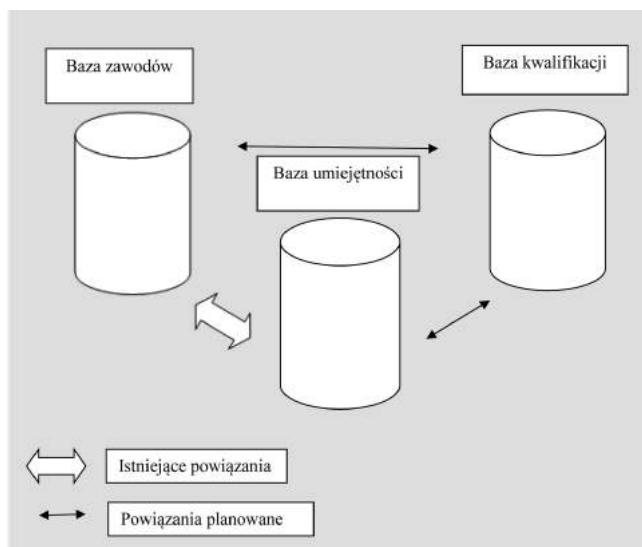 Baza zawodów
Baza kwalifikacji
Baza umiejętności
Istniejące powiązania
Powiązania planowane